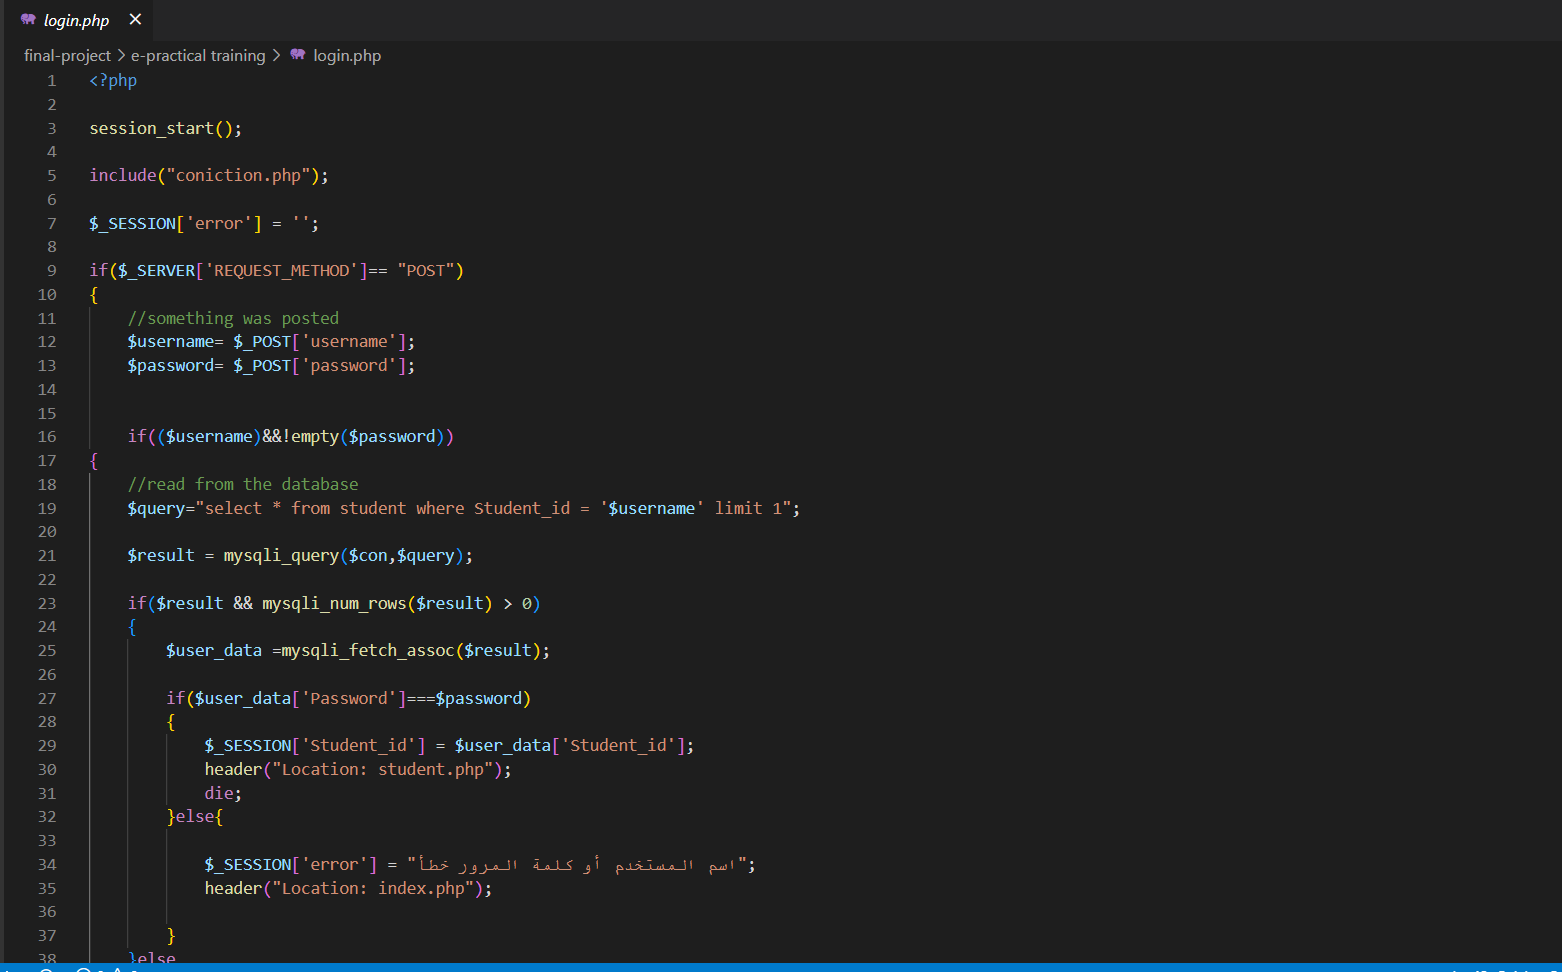 login.php
final-project > e-practical training > login.php
1 <?php
2
3 session_start();
4
5 include("coniction.php");
6
7 $_SESSION['error'] = '';
8
9 if($_SERVER['REQUEST_METHOD']== "POST")
10 {
11 //something was posted
12 $username= $_POST['username'];
13 $password= $_POST['password'];
14
15
16 if(($username)&&!empty($password))
17 {
18 //read from the database
19 $query="select * from student where Student_id = '$username' limit 1";
20
21 $result = mysqli_query($con,$query);
22
23 if($result && mysqli_num_rows($result) > 0)
24 {
25 $user_data =mysqli_fetch_assoc($result);
26
27 if($user_data['Password']===$password)
28 {
29 $_SESSION['Student_id'] = $user_data['Student_id'];
30 header("Location: student.php");
31 die;
32 }else{
33
34 $_SESSION['error'] = "اسم المستخدم أو كلمة المرور خطأ";
35 header("Location: index.php");
36
37 }
38 }else